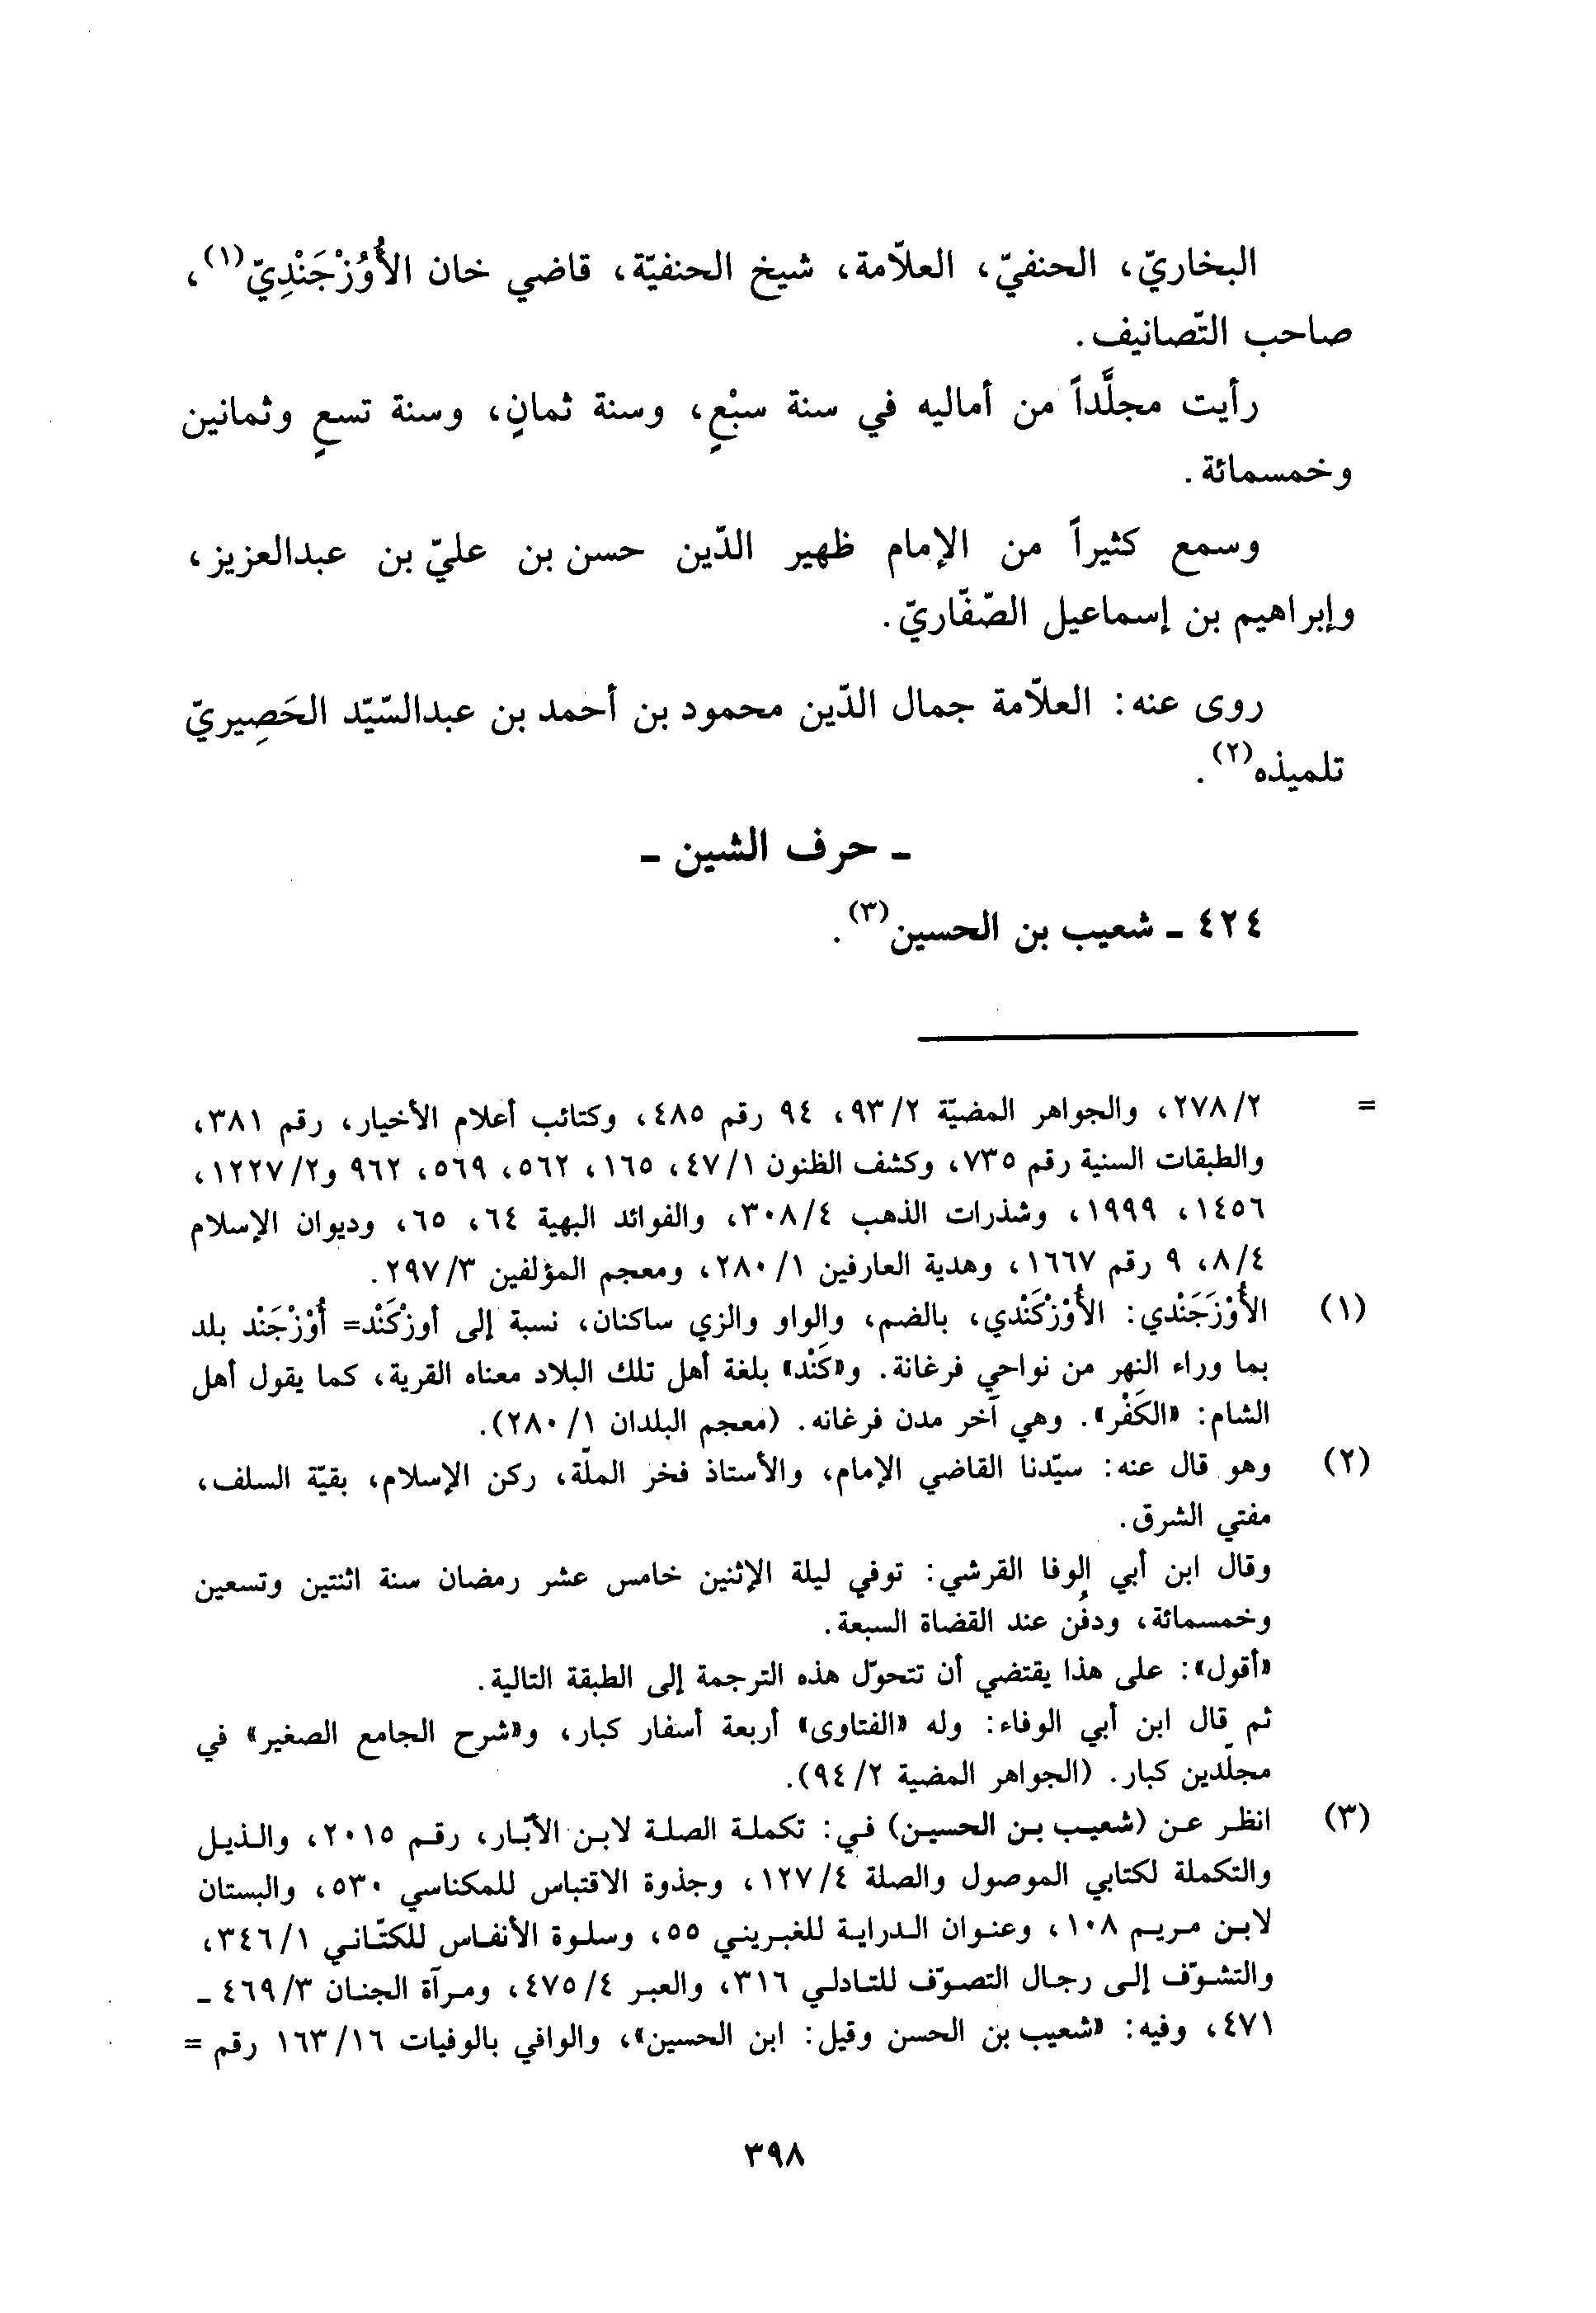 البخاريّ، الحنفيّ، العلاّمة، شيخ الحنفيّة، قاضي خان الأُوُزْجَنْدِيّ(١)،
صاحب التّصانيف.
رأيت مجلَّداً من أماليه في سنة سبْعٍ، وسنة ثمانٍ، وسنة تسعٍ وثمانين
وخمسمائة.
وسمع كثيراً من الإمام ظهير الدّين حسن بن عليّ بن عبدالعزيز،
وإبراهيم بن إسماعيل الصّفّاريّ.
روى عنه: العلاّمة جمال الدّين محمود بن أحمد بن عبدالسّيّد الحَصِيريّ
تلميذه(٢).
ـ حرف الشين ـ
٤٢٤ ـ شعيب بن الحسين(٣).
= ٢٧٨/٢، والجواهر المضيّة ٩٣/٢، ٩٤ رقم ٤٨٥، وكتائب أعلام الأخيار، رقم ٣٨١،
والطبقات السنية رقم ٧٣٥، وكشف الظنون ٤٧/١، ١٦٥، ٥٦٢، ٥٦٩، ٩٦٢ و١٢٢٧/٢،
١٤٥٦، ١٩٩٩، وشذرات الذهب ٣٠٨/٤، والفوائد البهية ٦٤، ٦٥، وديوان الإسلام
٨/٤، ٩ رقم ١٦٦٧، وهدية العارفين ٢٨٠/١، ومعجم المؤلفين ٢٩٧/٣.
(١) الأُوْزَجَنْدي: الأُوْزْكَنْدي، بالضم، والواو والزي ساكنان، نسبة إلى أوزْكَنْد= أُوْزْجَنْد بلد
بما وراء النهر من نواحي فرغانة. و«كَنْد» بلغة أهل تلك البلاد معناه القرية، كما يقول أهل
الشام: «الكَفْر». وهي آخر مدن فرغانه. (معجم البلدان ٢٨٠/١).
(٢) وهو قال عنه: سيّدنا القاضي الإمام، والأستاذ فخر الملّة، ركن الإسلام، بقيّة السلف،
مفتي الشرق.
وقال ابن أبي الوفا القرشي: توفي ليلة الإثنين خامس عشر رمضان سنة اثنتين وتسعين
وخمسمائة، ودفُن عند القضاة السبعة.
«أقول»: على هذا يقتضي أن تتحوّل هذه الترجمة إلى الطبقة التالية.
ثم قال ابن أبي الوفاء: وله «الفتاوى» أربعة أسفار كبار، و«شرح الجامع الصغير» في
مجلّدين كبار. (الجواهر المضية ٩٤/٢).
(٣) انظر عن (شعيب بن الحسين) في: تكملة الصلة لابن الأبّار، رقم ٢٠١٥، والذيل
والتكملة لكتابي الموصول والصلة ١٢٧/٤، وجذوة الاقتباس للمكناسي ٥٣٠، والبستان
لابن مريم ١٠٨، وعنوان الدراية للغبريني ٥٥، وسلوة الأنفاس للكتّاني ٣٤٦/١،
والتشوّف إلى رجال التصوّف للتادلي ٣١٦، والعبر ٤٧٥/٤، ومرآة الجنان ٤٦٩/٣ ـ
٤٧١، وفيه: «شعيب بن الحسن وقيل: ابن الحسين»، والوافي بالوفيات ١٦٣/١٦ رقم =
٣٩٨